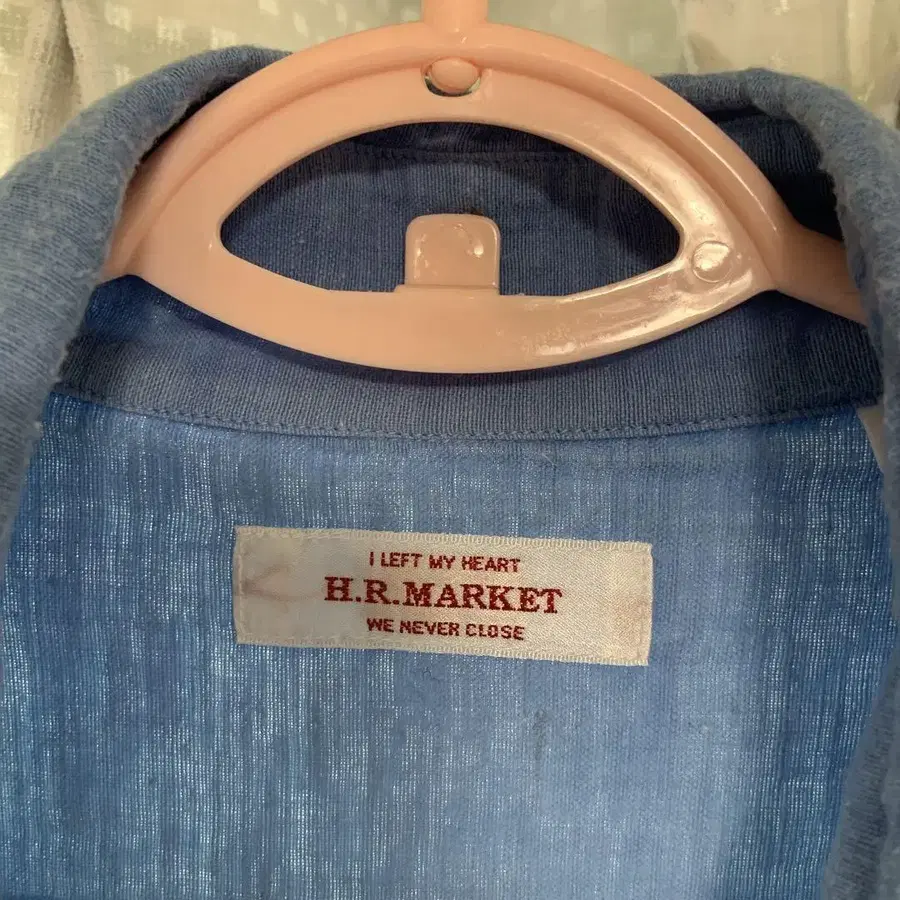 I LEFT MY HEART
H.R.MARKET
WE NEVER CLOSE